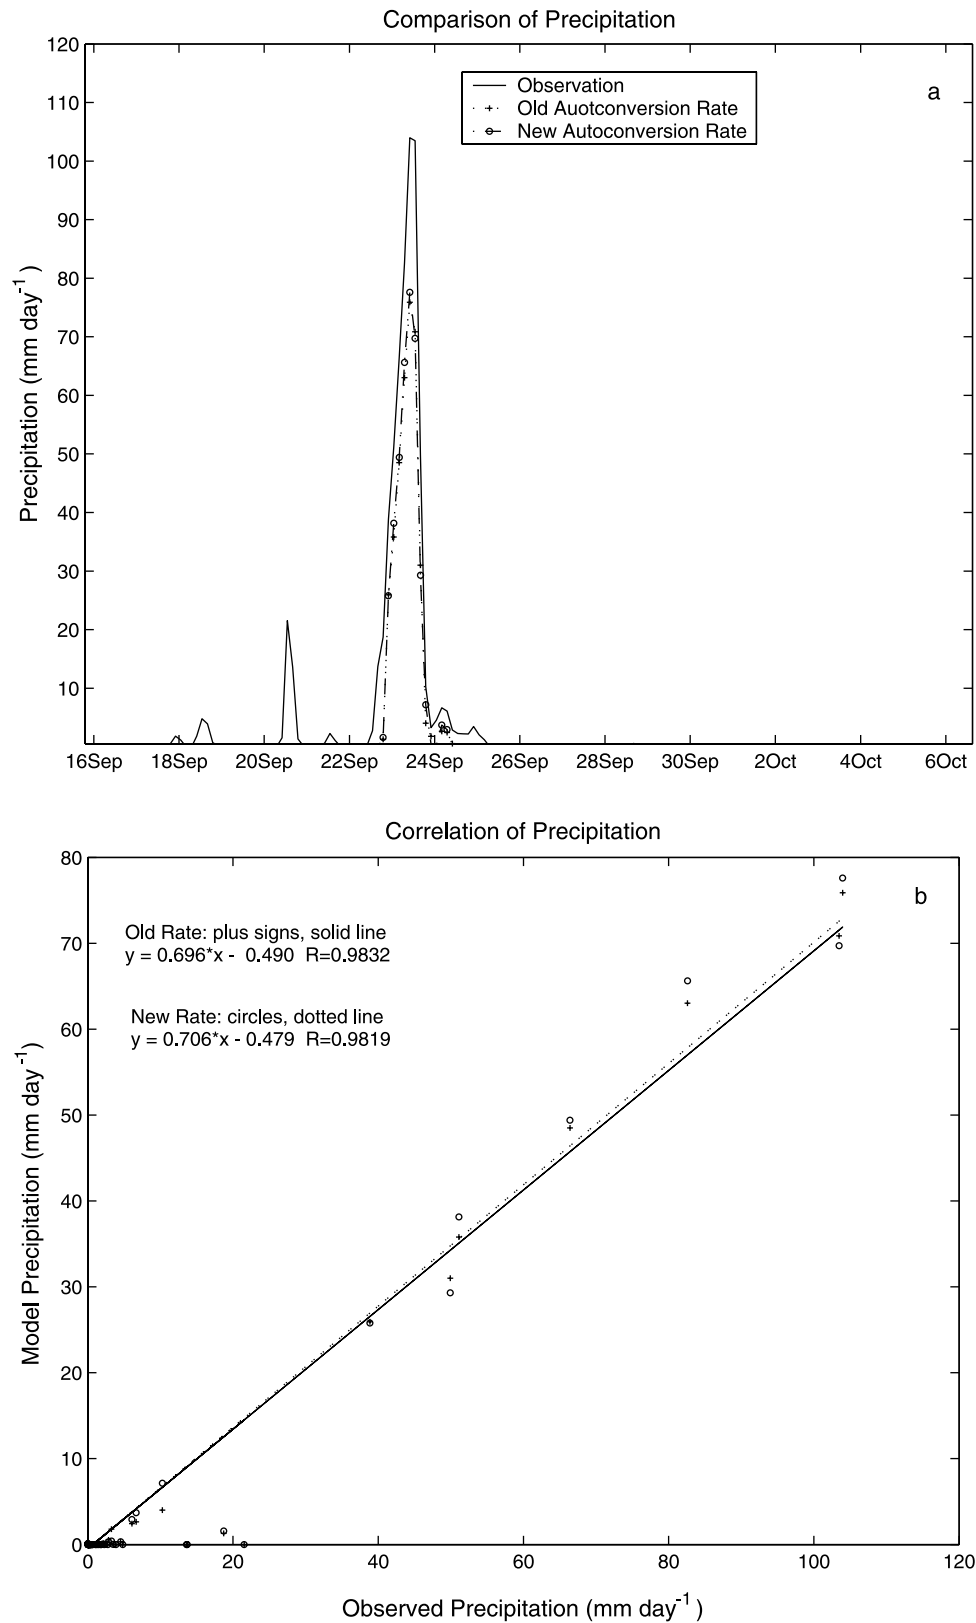 Comparison of Precipitation
120
110
100
90
80
70
60
50
40
30
20
10
Precipitation (mm day⁻¹)
Observation
Old Auotconversion Rate
New Autoconversion Rate
a
16Sep 18Sep 20Sep 22Sep 24Sep 26Sep 28Sep 30Sep 2Oct 4Oct 6Oct
Correlation of Precipitation
80
70
60
50
40
30
20
10
0
Model Precipitation (mm day⁻¹)
b
Old Rate: plus signs, solid line
y = 0.696*x - 0.490 R=0.9832
New Rate: circles, dotted line
y = 0.706*x - 0.479 R=0.9819
0 20 40 60 80 100 120
Observed Precipitation (mm day⁻¹)